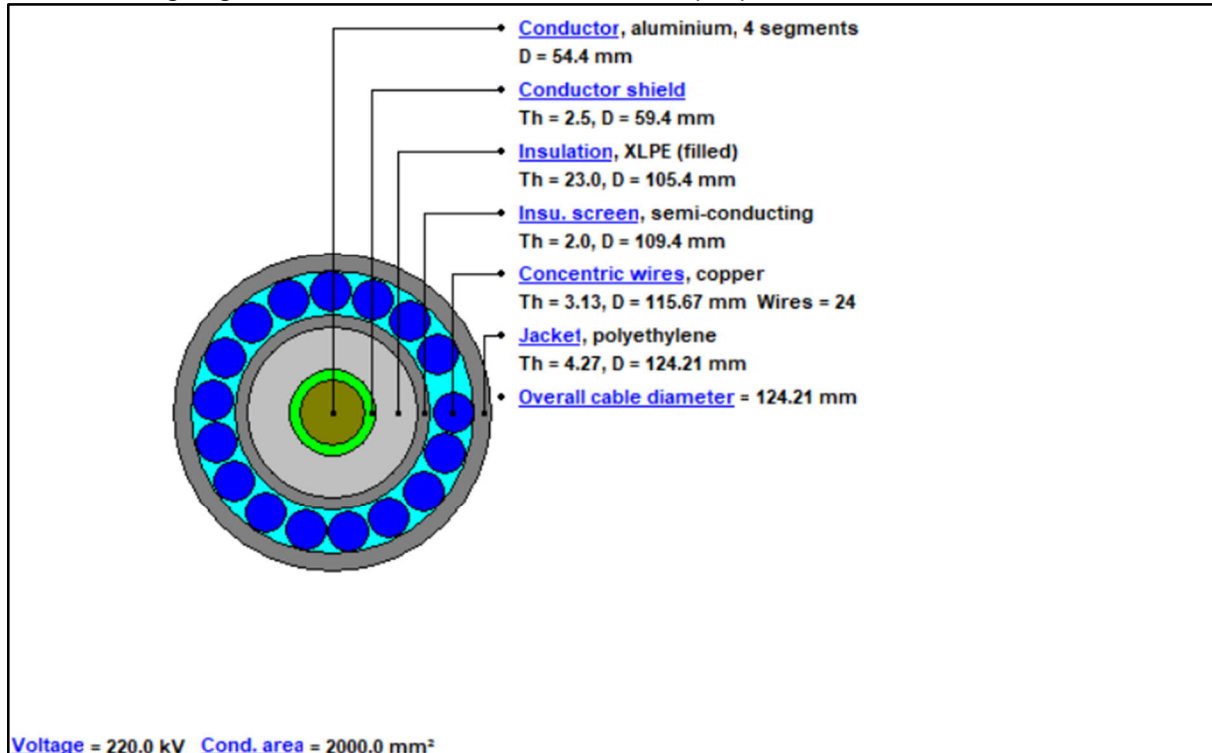 Conductor, aluminium, 4 segments
D = 54.4 mm
Conductor shield
Th = 2.5, D = 59.4 mm
Insulation, XLPE (filled)
Th = 23.0, D = 105.4 mm
Insu. screen, semi-conducting
Th = 2.0, D = 109.4 mm
Concentric wires, copper
Th = 3.13, D = 115.67 mm Wires = 24
Jacket, polyethylene
Th = 4.27, D = 124.21 mm
Overall cable diameter = 124.21 mm
Voltage = 220.0 kV Cond. area = 2000.0 mm²